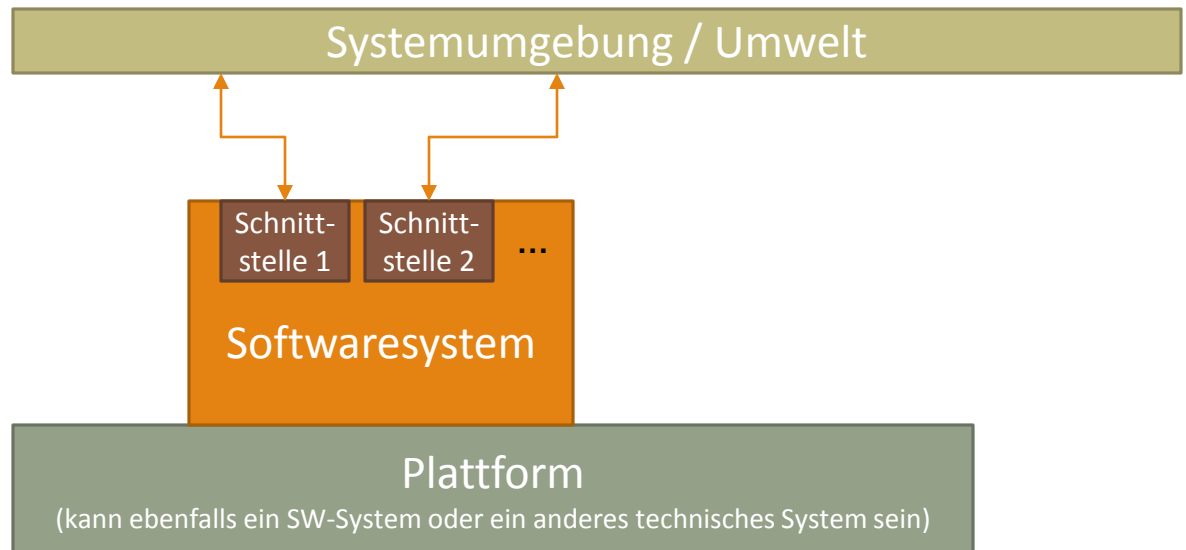 Systemumgebung / Umwelt
Schnitt-
stelle 1
Schnitt-
stelle 2
...
Softwaresystem
Plattform
(kann ebenfalls ein SW-System oder ein anderes technisches System sein)